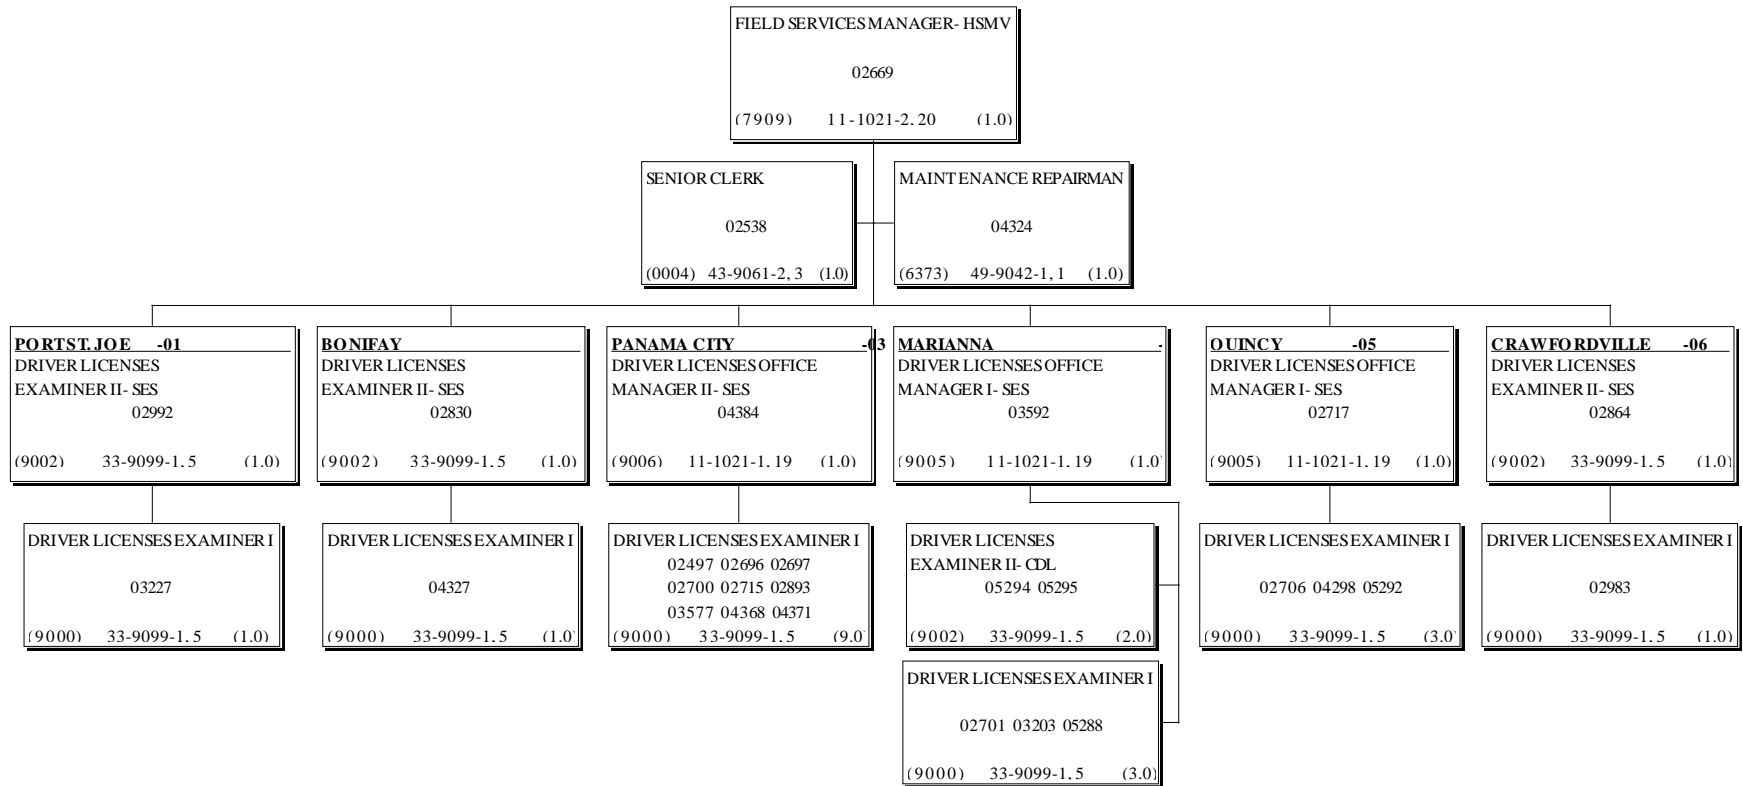 FIELD SERVICES MANAGER- HSMV
02669
(7909) 11-1021-2.20 (1.0)
SENIOR CLERK
02538
(0004) 43-9061-2,3 (1.0)
MAINTENANCE REPAIRMAN
04324
(6373) 49-9042-1,1 (1.0)
PORT ST. JOE -01
DRIVER LICENSES
EXAMINER II- SES
02992
(9002) 33-9099-1.5 (1.0)
BONIFAY
DRIVER LICENSES
EXAMINER II- SES
02830
(9002) 33-9099-1.5 (1.0)
PANAMA CITY -03
DRIVER LICENSES OFFICE
MANAGER II- SES
04384
(9006) 11-1021-1.19 (1.0)
MARIANNA -
DRIVER LICENSES OFFICE
MANAGER I- SES
03592
(9005) 11-1021-1.19 (1.0)
QUINCY -05
DRIVER LICENSES OFFICE
MANAGER I- SES
02717
(9005) 11-1021-1.19 (1.0)
CRAWFORDVILLE -06
DRIVER LICENSES
EXAMINER II- SES
02864
(9002) 33-9099-1.5 (1.0)
DRIVER LICENSES EXAMINER I
03227
(9000) 33-9099-1.5 (1.0)
DRIVER LICENSES EXAMINER I
04327
(9000) 33-9099-1.5 (1.0)
DRIVER LICENSES EXAMINER I
02497 02696 02697
02700 02715 02893
03577 04368 04371
(9000) 33-9099-1.5 (9.0)
DRIVER LICENSES
EXAMINER II- CDL
05294 05295
(9002) 33-9099-1.5 (2.0)
DRIVER LICENSES EXAMINER I
02701 03203 05288
(9000) 33-9099-1,5 (3.0)
DRIVER LICENSES EXAMINER I
02706 04298 05292
(9000) 33-9099-1.5 (3.0)
DRIVER LICENSES EXAMINER I
02983
(9000) 33-9099-1.5 (1.0)